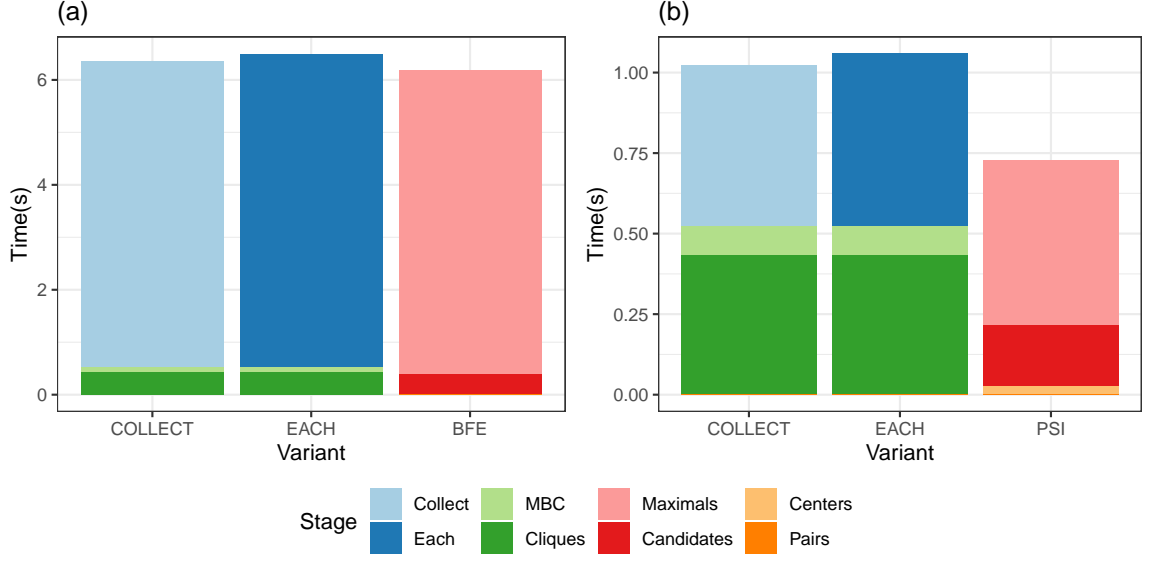 (a)
Time(s)
6
4
2
0
COLLECT EACH BFE
Variant
(b)
Time(s)
1.00
0.75
0.50
0.25
0.00
COLLECT EACH PSI
Variant
Stage
Collect MBC Maximals Centers
Each Cliques Candidates Pairs